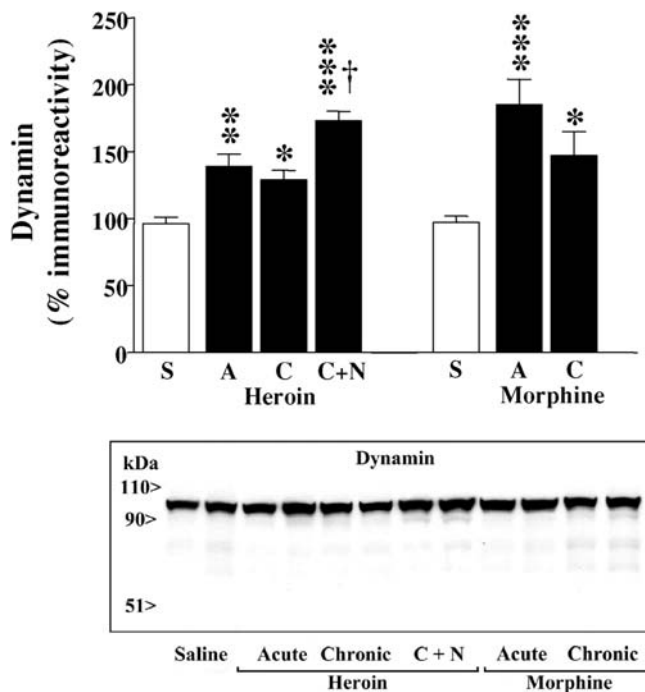 Dynamin
(% immunoreactivity)
250
200
150
100
50
0
**
*
***
†
***
*
S A C C+N S A C
Heroin Morphine
kDa Dynamin
110>
90>
51>
Saline Acute Chronic C + N Acute Chronic
Heroin Morphine